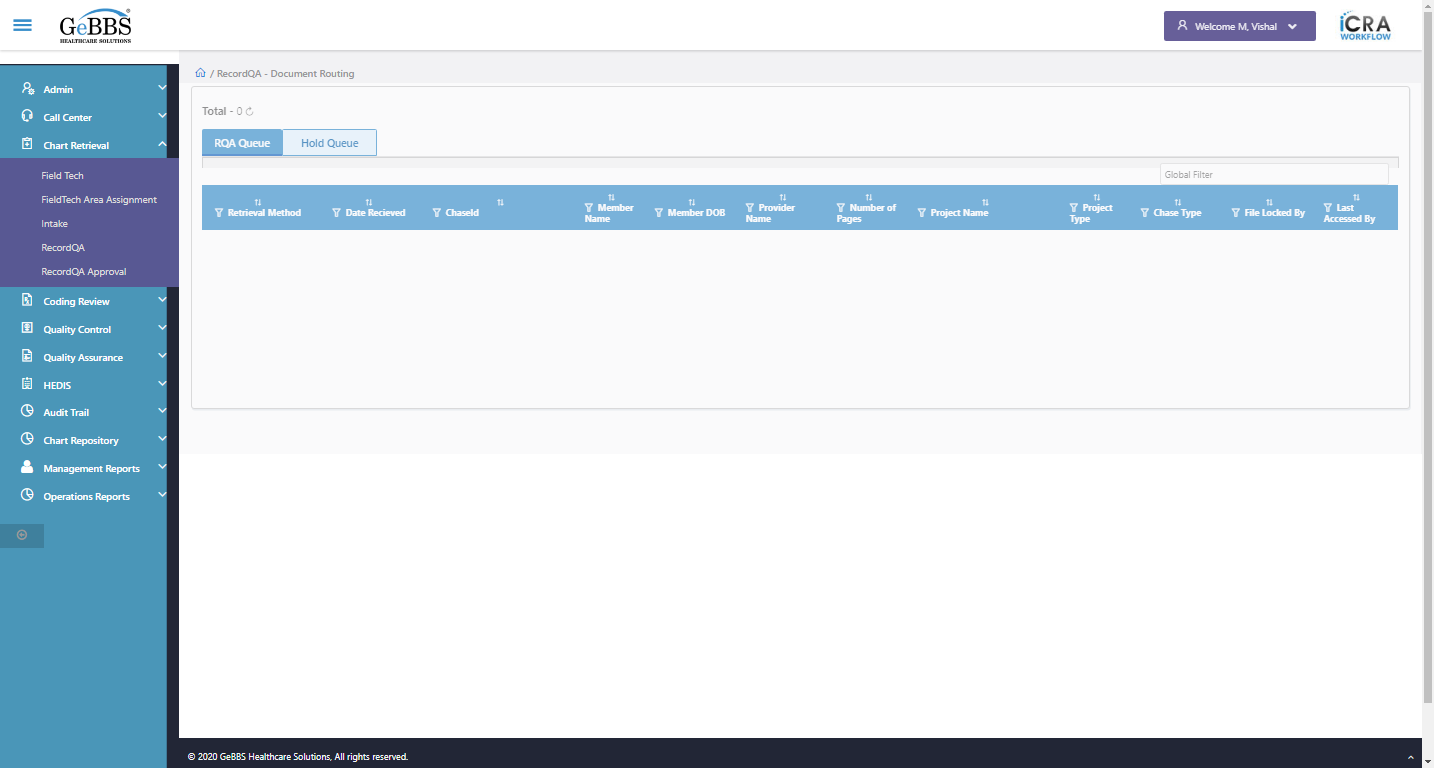 GeBBS
HEALTHCARE SOLUTIONS
Welcome M, Vishal
iCRA
WORKFLOW
/ RecordQA - Document Routing
Admin
Call Center
Chart Retrieval
Field Tech
FieldTech Area Assignment
Intake
RecordQA
RecordQA Approval
Coding Review
Quality Control
Quality Assurance
HEDIS
Audit Trail
Chart Repository
Management Reports
Operations Reports
Total - 0
RQA Queue
Hold Queue
Global Filter
Retrieval Method
Date Recieved
ChaseId
Member
Name
Member DOB
Provider
Name
Number of
Pages
Project Name
Project
Type
Chase Type
File Locked By
Last
Accessed By
© 2020 GeBBS Healthcare Solutions, All rights reserved.